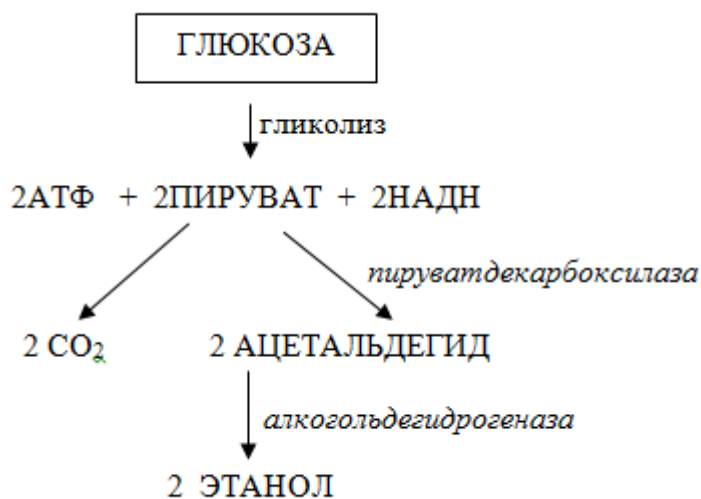 ГЛЮКОЗА
гликолиз
2АТФ + 2ПИРУВАТ + 2НАДН
пируватдекарбоксилаза
2 CO₂ 2 АЦЕТАЛЬДЕГИД
алкогольдегидрогеназа
2 ЭТАНОЛ